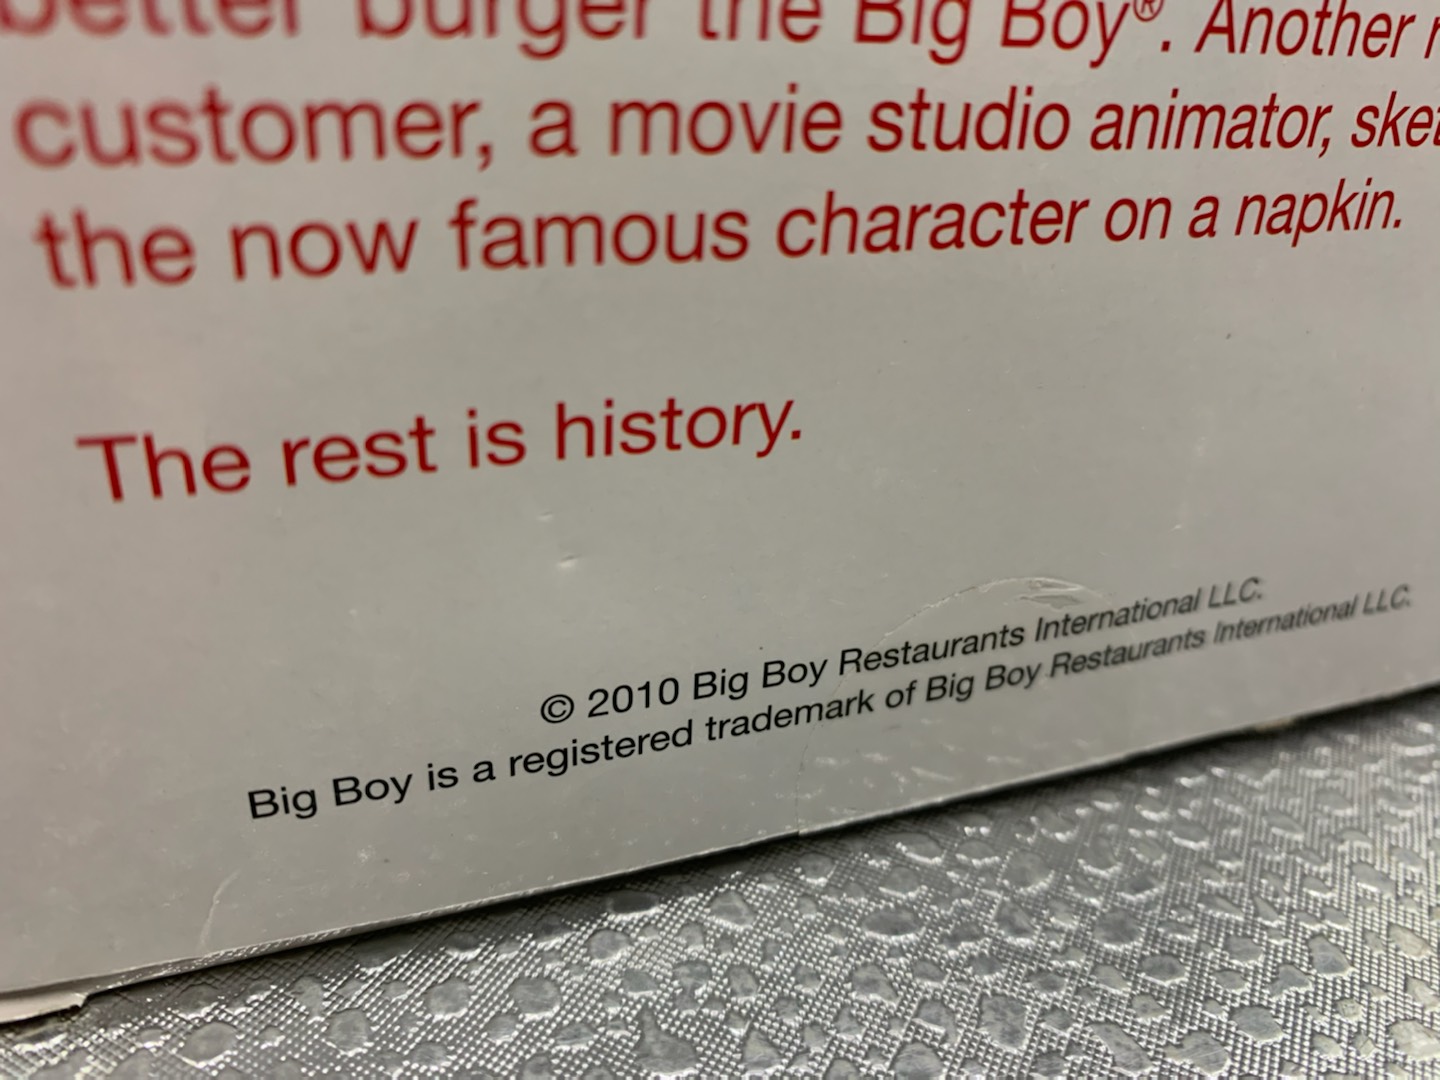 better burger the Big Boy®. Another
customer, a movie studio animator,
the now famous character on a napkin.
The rest is history.
© 2010 Big Boy Restaurants International LLC.
Big Boy is a registered trademark of Big Boy Restaurants International LLC.